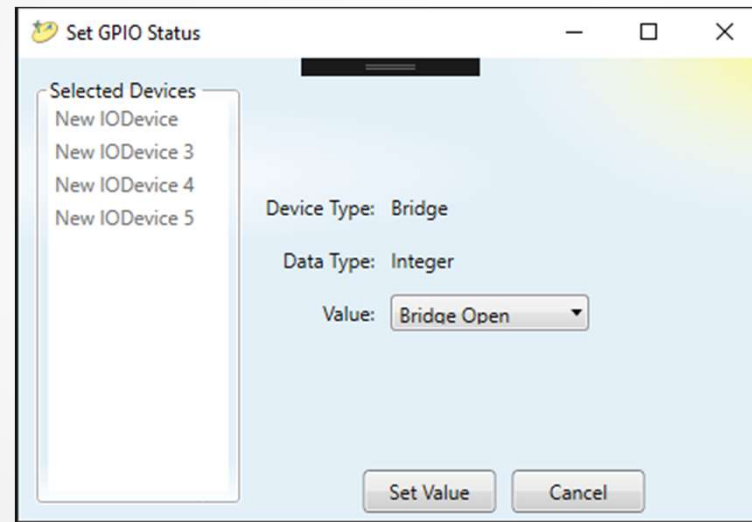 Set GPIO Status
Selected Devices
New IODevice
New IODevice 3
New IODevice 4
New IODevice 5
Device Type: Bridge
Data Type: Integer
Value: Bridge Open
Set Value Cancel